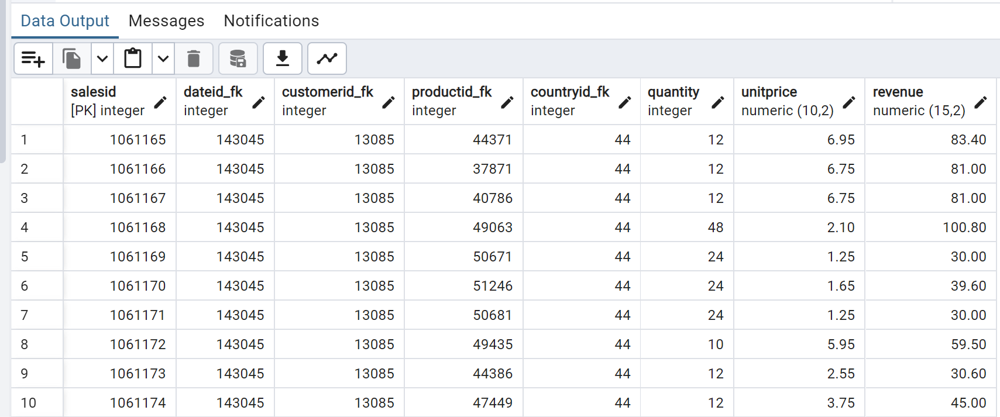 Data Output Messages Notifications
salesid dateid_fk customerid_fk productid_fk countryid_fk quantity unitprice revenue
[PK] integer integer integer integer integer integer numeric (10,2) numeric (15,2)
1 1061165 143045 13085 44371 44 12 6.95 83.40
2 1061166 143045 13085 37871 44 12 6.75 81.00
3 1061167 143045 13085 40786 44 12 6.75 81.00
4 1061168 143045 13085 49063 44 48 2.10 100.80
5 1061169 143045 13085 50671 44 24 1.25 30.00
6 1061170 143045 13085 51246 44 24 1.65 39.60
7 1061171 143045 13085 50681 44 24 1.25 30.00
8 1061172 143045 13085 49435 44 10 5.95 59.50
9 1061173 143045 13085 44386 44 12 2.55 30.60
10 1061174 143045 13085 47449 44 12 3.75 45.00